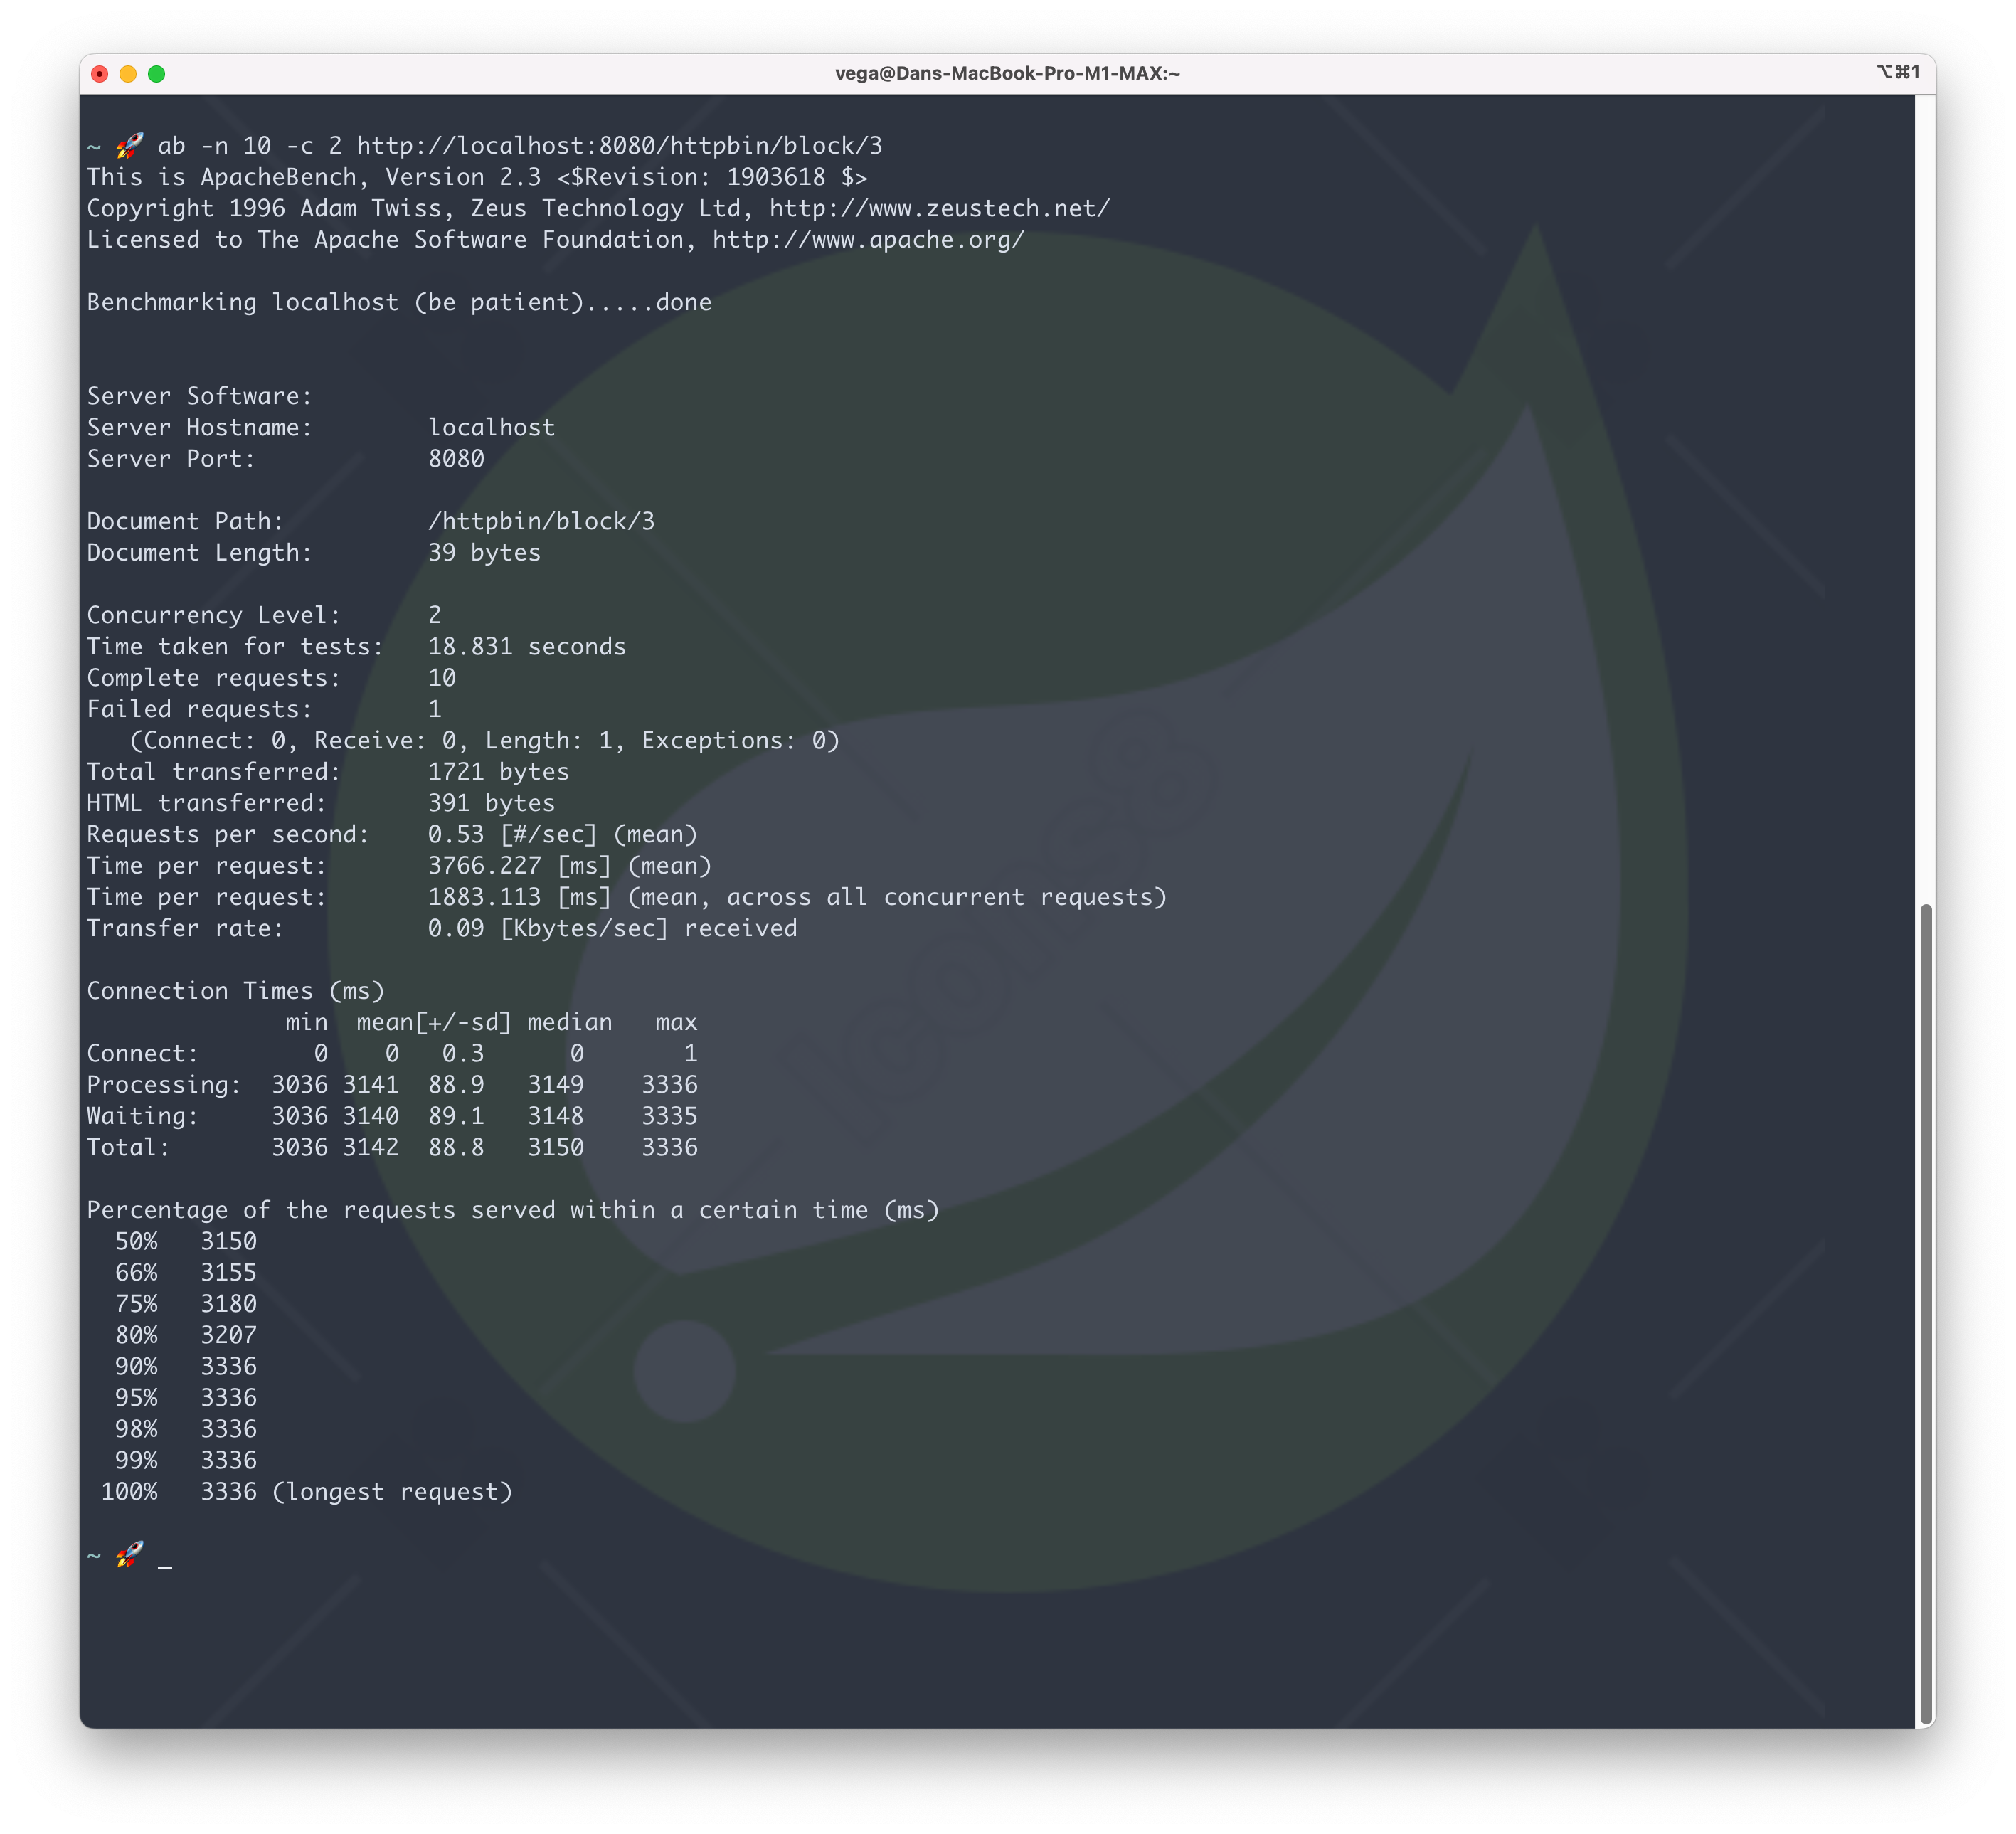 vega@Dans-MacBook-Pro-M1-MAX:~ ⌥⌘1
~ 🚀 ab -n 10 -c 2 http://localhost:8080/httpbin/block/3
This is ApacheBench, Version 2.3 <$Revision: 1903618 $>
Copyright 1996 Adam Twiss, Zeus Technology Ltd, http://www.zeustech.net/
Licensed to The Apache Software Foundation, http://www.apache.org/
Benchmarking localhost (be patient).....done
Server Software:
Server Hostname:        localhost
Server Port:            8080
Document Path:          /httpbin/block/3
Document Length:        39 bytes
Concurrency Level:      2
Time taken for tests:   18.831 seconds
Complete requests:      10
Failed requests:        1
   (Connect: 0, Receive: 0, Length: 1, Exceptions: 0)
Total transferred:      1721 bytes
HTML transferred:       391 bytes
Requests per second:    0.53 [#/sec] (mean)
Time per request:       3766.227 [ms] (mean)
Time per request:       1883.113 [ms] (mean, across all concurrent requests)
Transfer rate:          0.09 [Kbytes/sec] received
Connection Times (ms)
              min  mean[+/-sd] median   max
Connect:        0    0   0.3      0       1
Processing:  3036 3141  88.9   3149    3336
Waiting:     3036 3140  89.1   3148    3335
Total:       3036 3142  88.8   3150    3336
Percentage of the requests served within a certain time (ms)
  50%   3150
  66%   3155
  75%   3180
  80%   3207
  90%   3336
  95%   3336
  98%   3336
  99%   3336
 100%   3336 (longest request)
~ 🚀 _